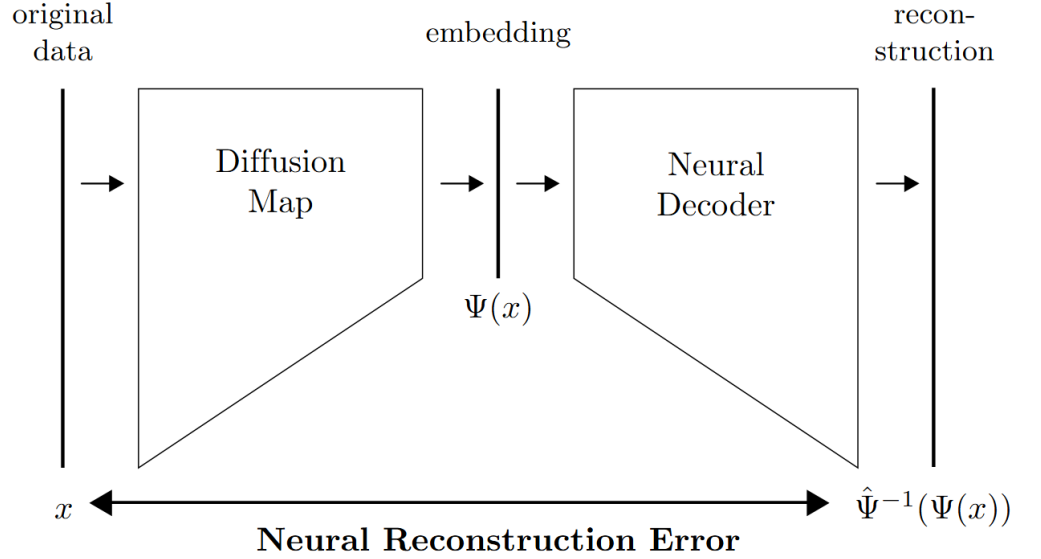 original
data
embedding
recon-
struction
Diffusion
Map
Neural
Decoder
Ψ(x)
x
Ψ̂⁻¹(Ψ(x))
Neural Reconstruction Error